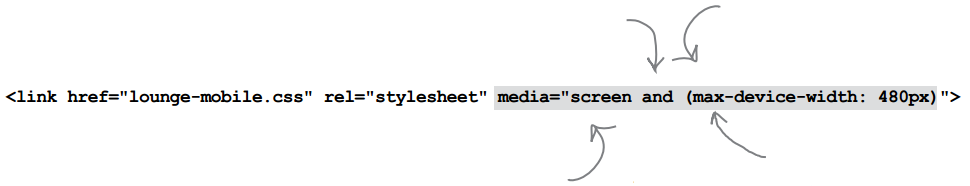 <link href="lounge-mobile.css" rel="stylesheet" media="screen and (max-device-width: 480px)">